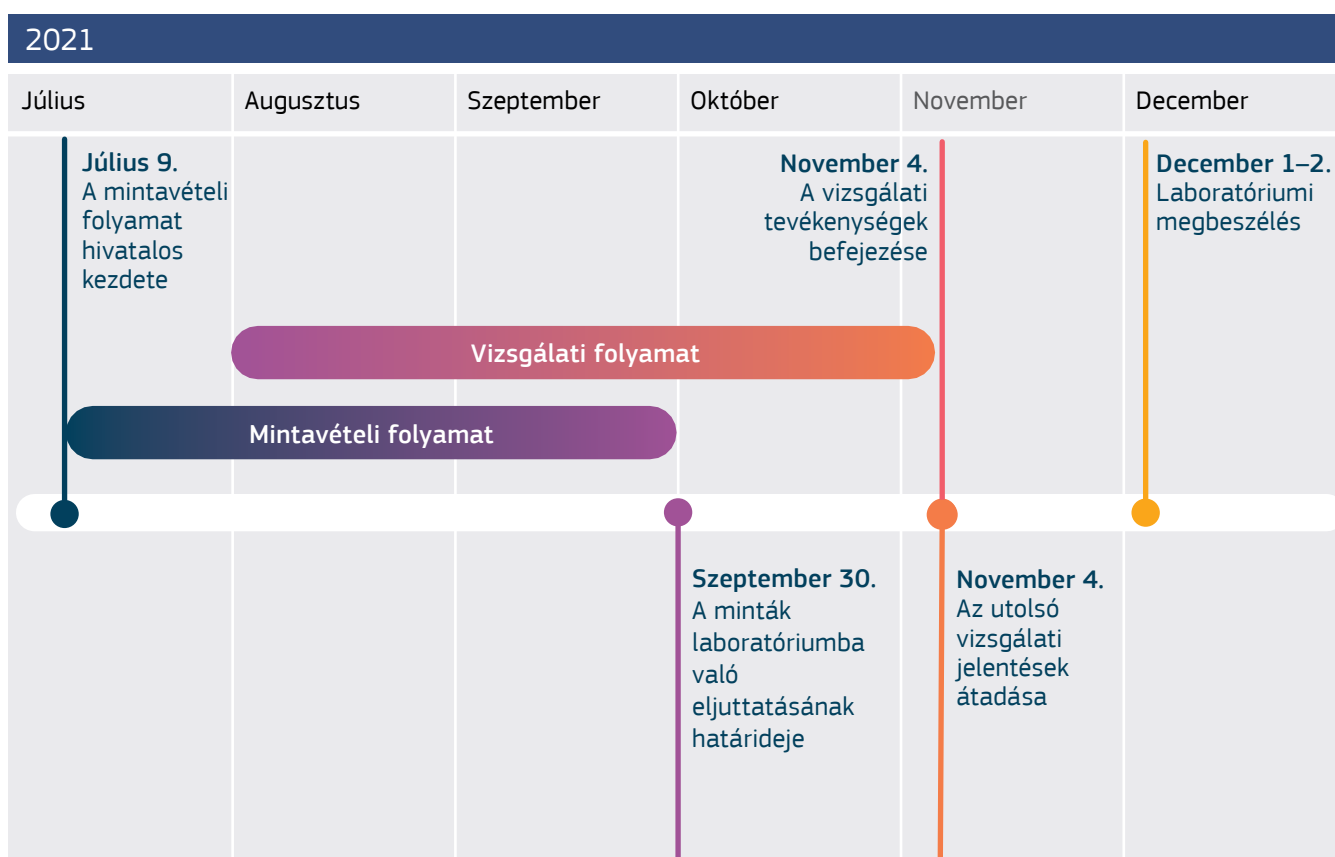 2021
Július
Augusztus
Szeptember
Október
November
December
Július 9.
A mintavételi
folyamat
hivatalos
kezdete
November 4.
A vizsgálati
tevékenységek
befejezése
December 1–2.
Laboratóriumi
megbeszélés
Vizsgálati folyamat
Mintavételi folyamat
Szeptember 30.
A minták
laboratóriumba
való
eljuttatásának
határideje
November 4.
Az utolsó
vizsgálati
jelentések
átadása